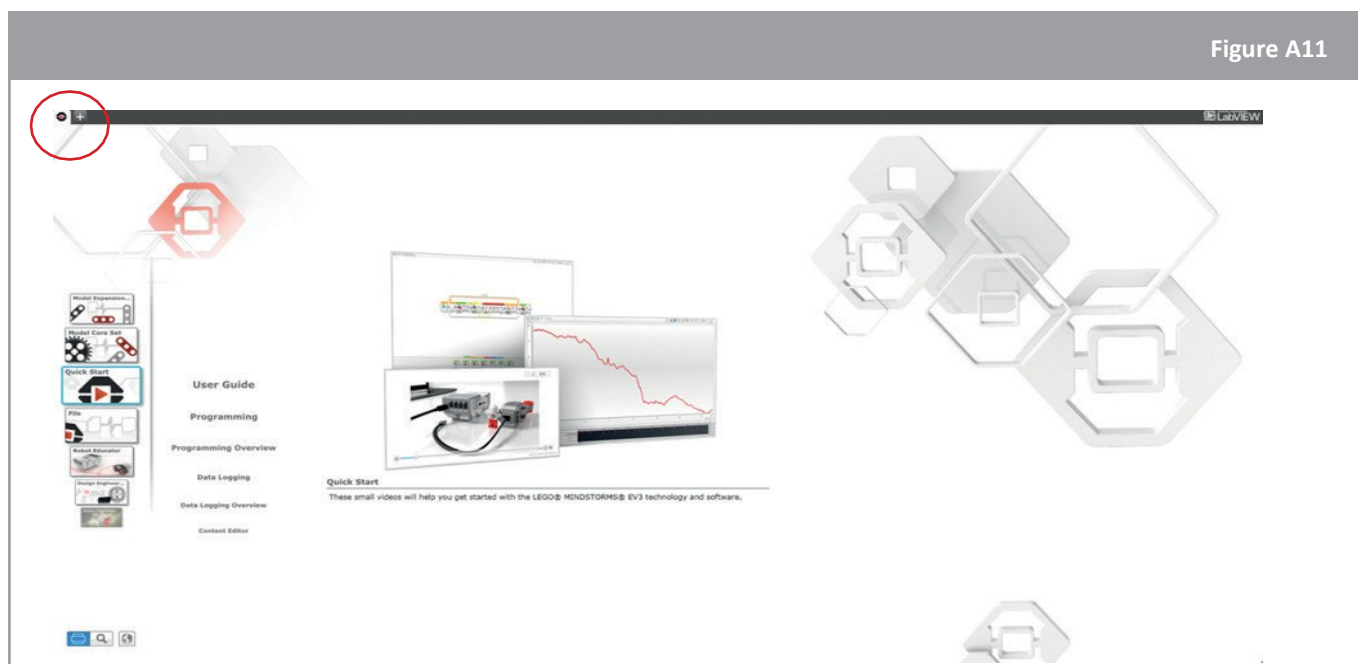 Figure A11
LabVIEW
Model Expansion...
Model Core Set
Quick Start
File
Robot Educator
Design Engineer...
User Guide
Programming
Programming Overview
Data Logging
Data Logging Overview
Content Editor
Quick Start
These small videos will help you get started with the LEGO® MINDSTORMS® EV3 technology and software.